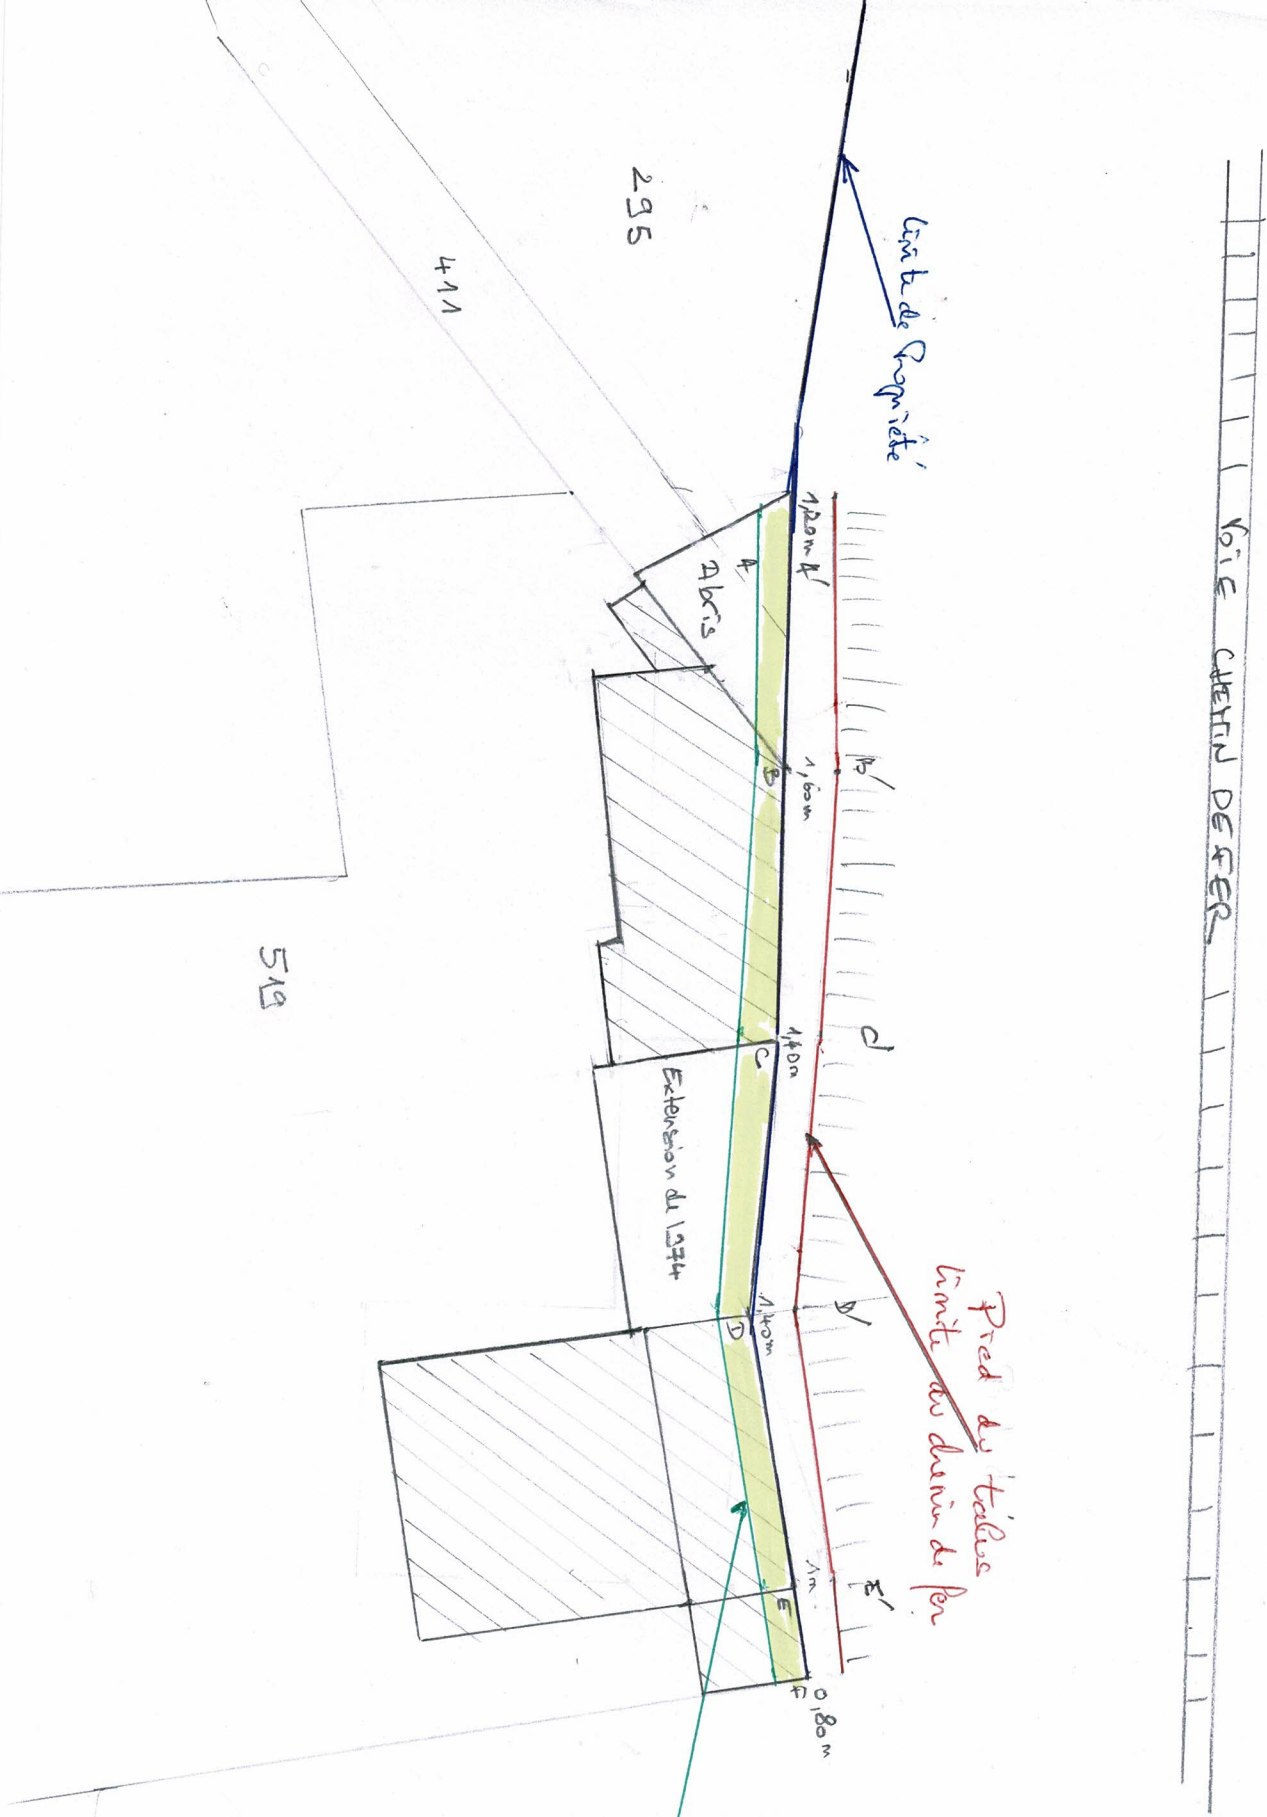 VOIE CHEMIN DE FER
limite de Propriété
Pied du talus
limite du chemin de fer
295
411
519
1,20m A'
A
Abris
B
1,60m
B'
1,40m
C
C'
Extension de 1974
1,40m
D
D'
1m
E
E'
F
0,80m